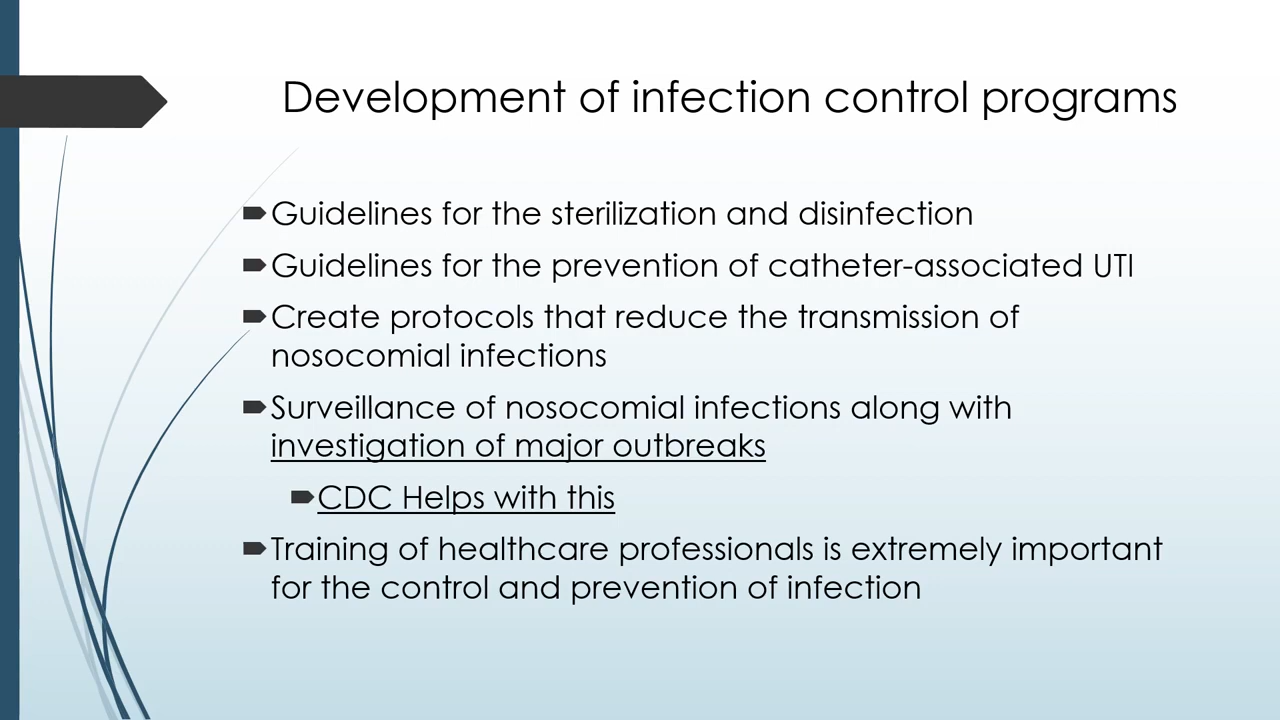 Development of infection control programs
Guidelines for the sterilization and disinfection
Guidelines for the prevention of catheter-associated UTI
Create protocols that reduce the transmission of
nosocomial infections
Surveillance of nosocomial infections along with
investigation of major outbreaks
CDC Helps with this
Training of healthcare professionals is extremely important
for the control and prevention of infection